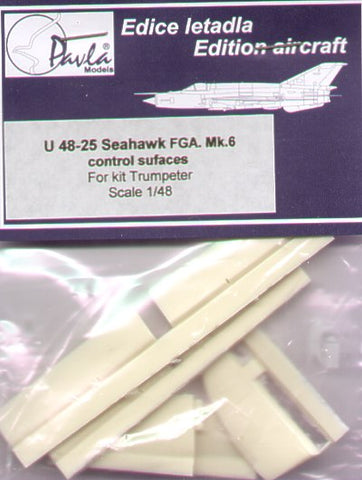 Pavla
Models
Edice letadla
Edition aircraft
U 48-25 Seahawk FGA. Mk.6
control sufaces
For kit Trumpeter
Scale 1/48